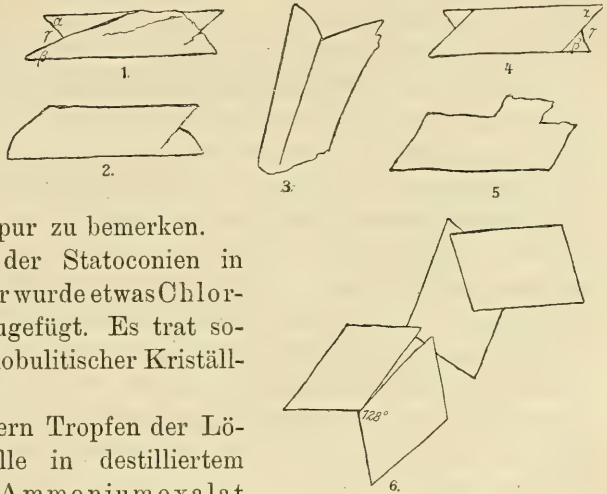 α
γ
β
1.
2.
3.
α
γ
β
4
5
pur zu bemerken.
der Statoconien in
r wurde etwas Chlor-
ugefügt. Es trat so-
obulitischer Kriställ-
ern Tropfen der Lö-
lle in destilliertem
Ammoniumoxalat
128°
6.